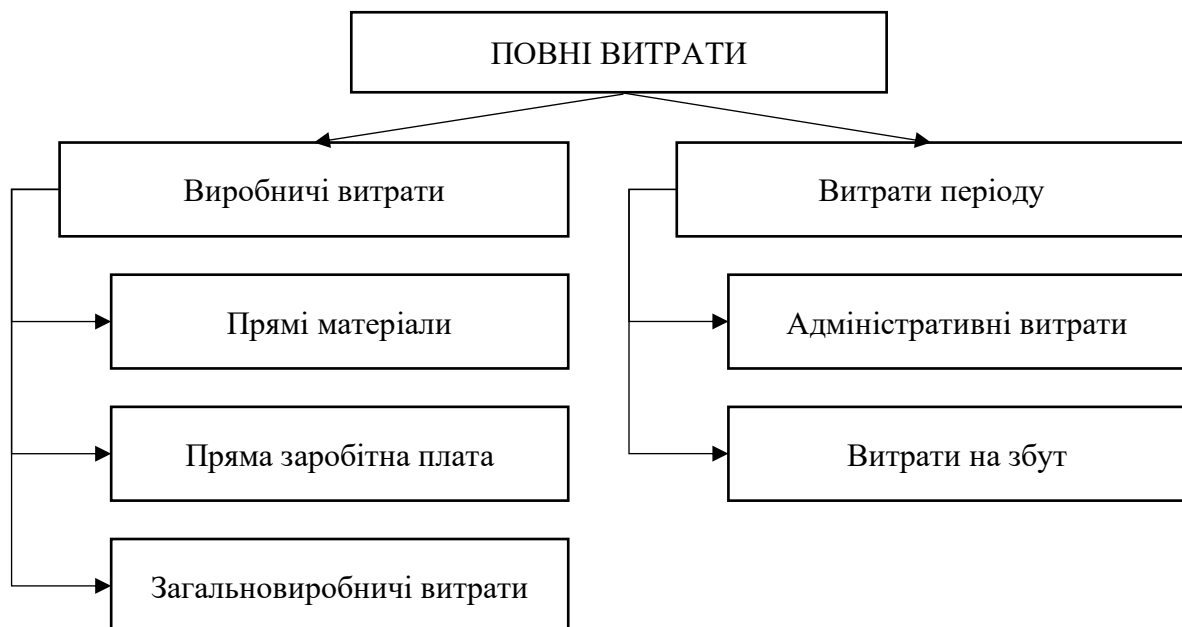 ПОВНІ ВИТРАТИ
Виробничі витрати
Витрати періоду
Прямі матеріали
Адміністративні витрати
Пряма заробітна плата
Витрати на збут
Загальновиробничі витрати